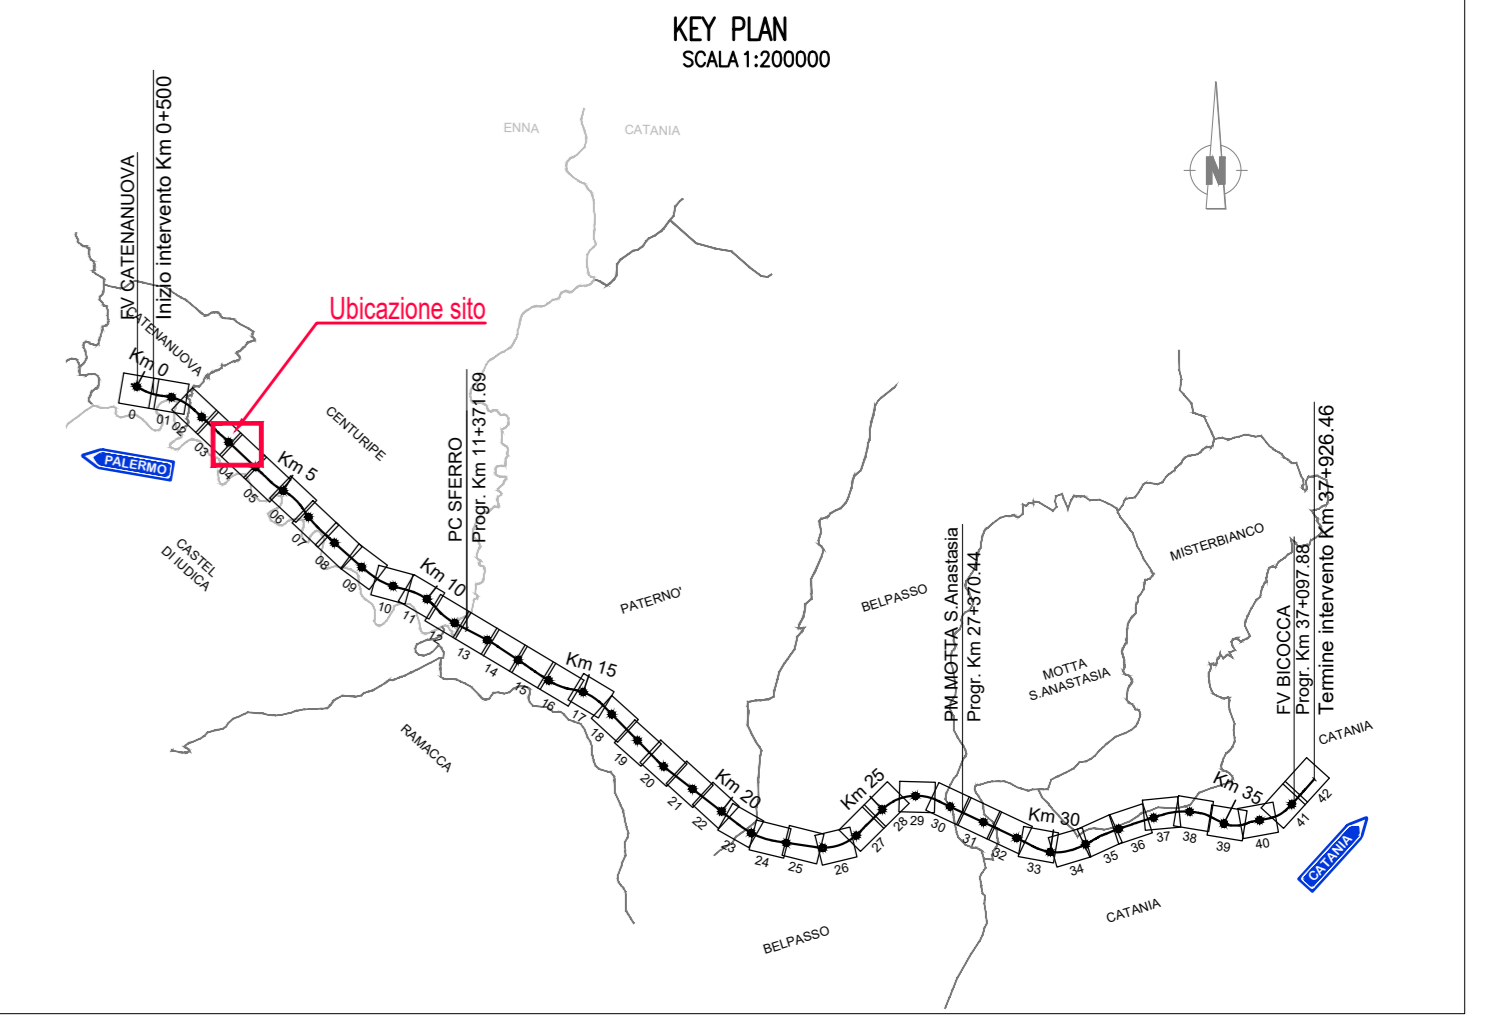 KEY PLAN
SCALA 1:200000
ENNA
CATANIA
N
FV CATENANUOVA
Inizio intervento Km 0+500
CATENANUOVA
Ubicazione sito
Km 0
PALERMO
CENTURIPE
Km 5
CASTEL
DI IUDICA
PC SFERRO
Progr. Km 11+371.69
Km 10
PATERNO'
Km 15
RAMACCA
Km 20
BELPASSO
Km 25
PM MOTTA S.Anastasia
Progr. Km 27+370.44
Km 30
MOTTA
S.ANASTASIA
MISTERBIANCO
Km 35
FV BICOCCA
Progr. Km 37+097.88
Termine intervento Km 37+926.46
CATANIA
CATANIA
CATANIA
BELPASSO
0
01
02
03
04
05
06
07
08
09
10
11
12
13
14
15
16
17
18
19
20
21
22
23
24
25
26
27
28
29
30
31
32
33
34
35
36
37
38
39
40
41
42